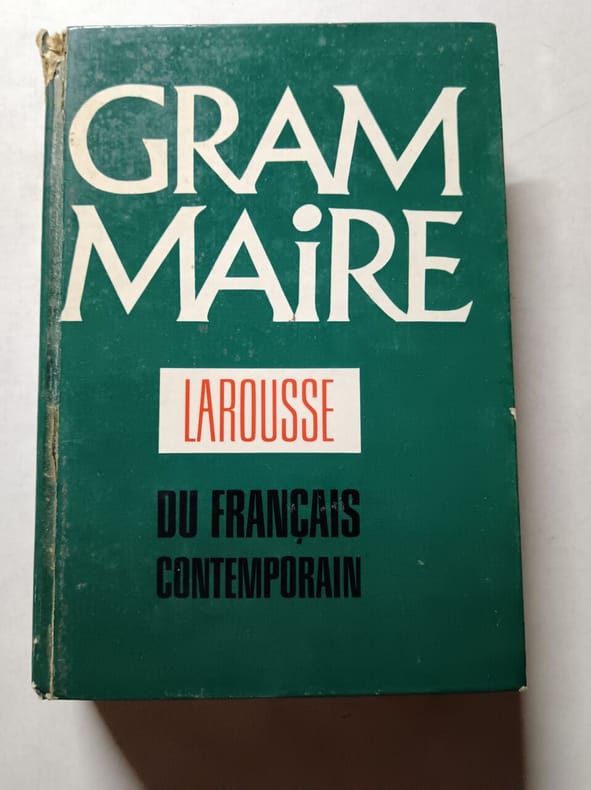 GRAM
MAiRE
LAROUSSE
DU FRANÇAIS
CONTEMPORAIN